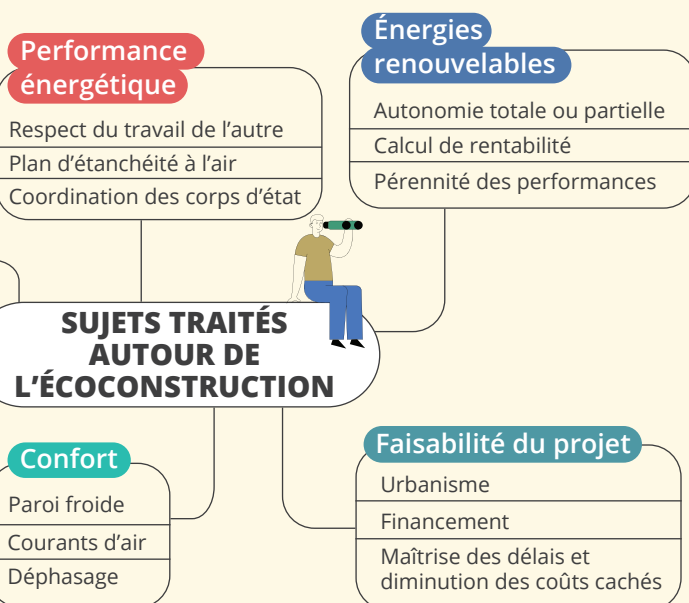 Performance
énergétique
Respect du travail de l'autre
Plan d'étanchéité à l'air
Coordination des corps d'état
Énergies
renouvelables
Autonomie totale ou partielle
Calcul de rentabilité
Pérennité des performances
SUJETS TRAITÉS
AUTOUR DE
L'ÉCOCONSTRUCTION
Confort
Paroi froide
Courants d'air
Déphasage
Faisabilité du projet
Urbanisme
Financement
Maîtrise des délais et
diminution des coûts cachés